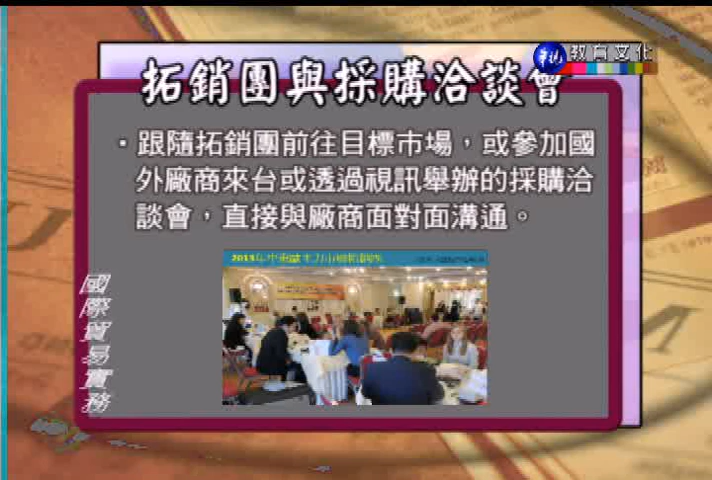 華視
教育文化
拓銷團與採購洽談會
・跟隨拓銷團前往目標市場，或參加國
外廠商來台或透過視訊舉辦的採購洽
談會，直接與廠商面對面溝通。
國際貿易實務